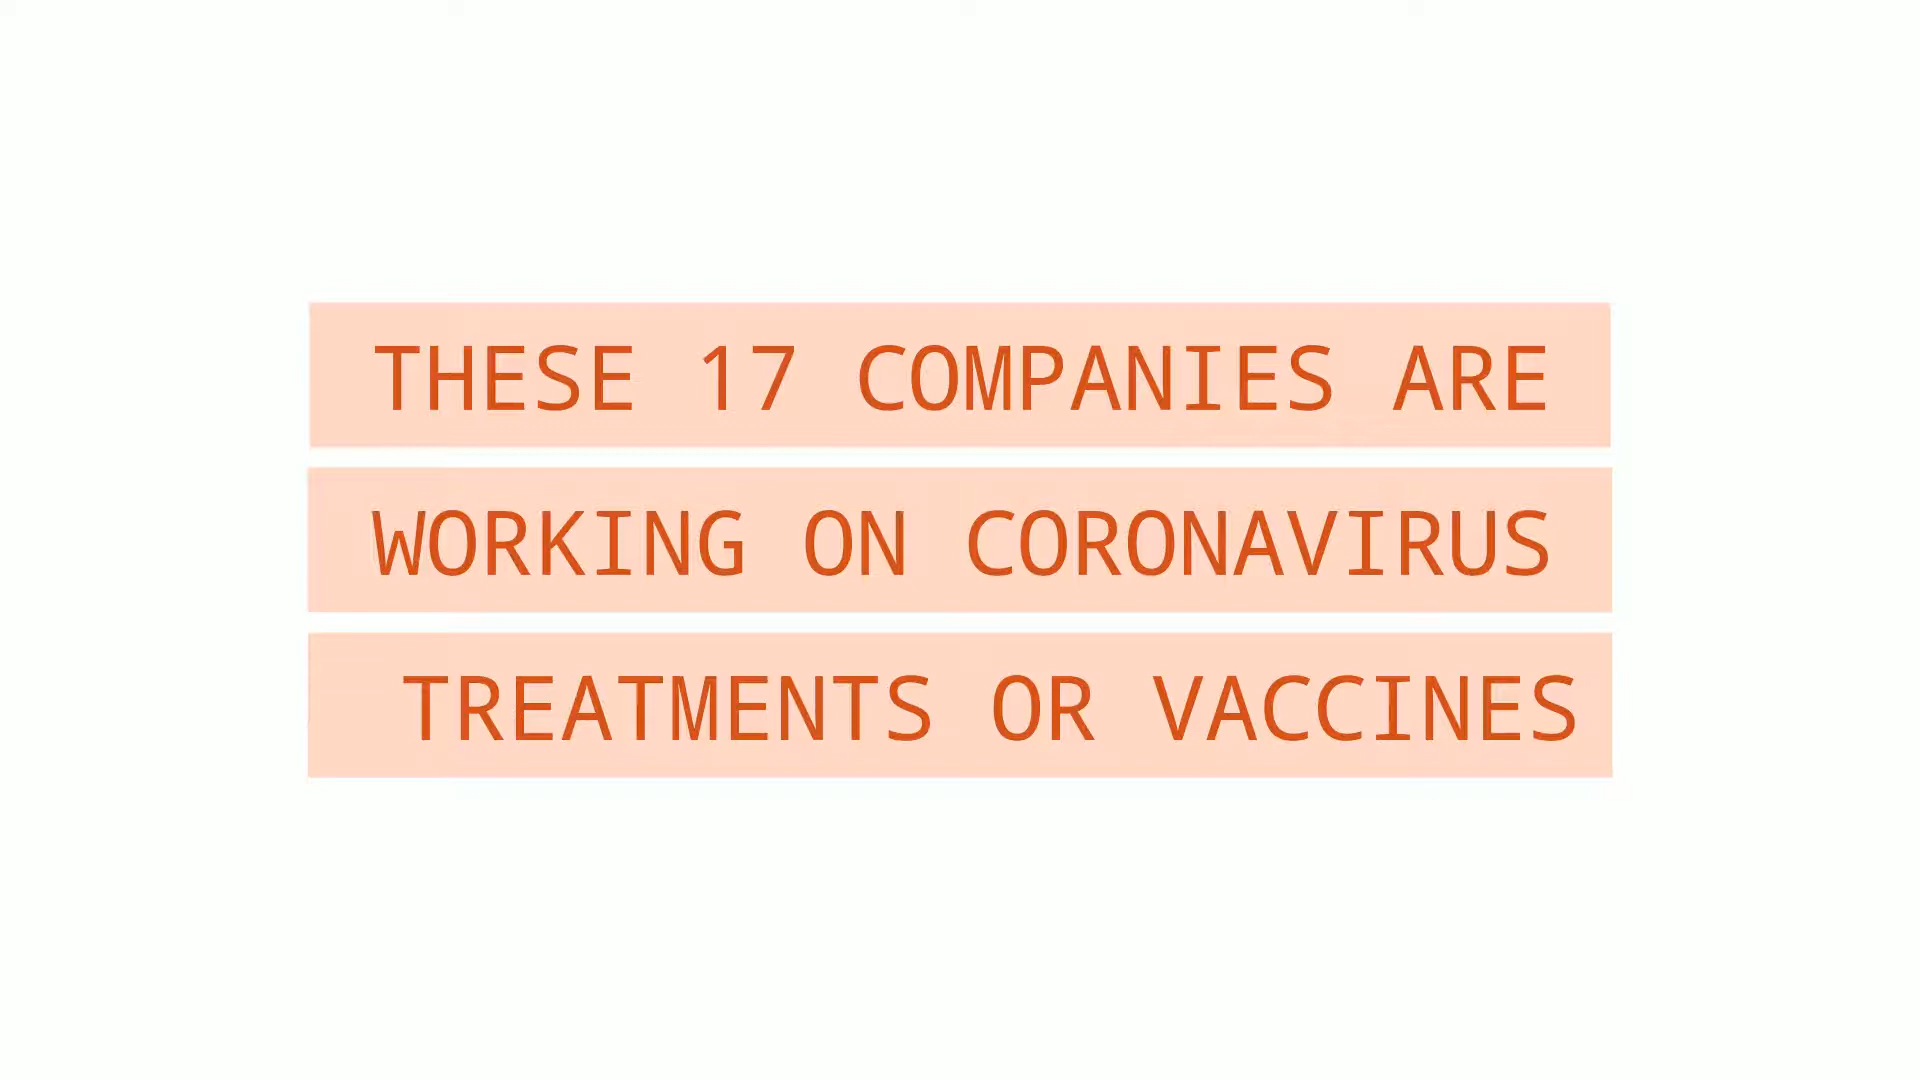 THESE 17 COMPANIES ARE
WORKING ON CORONAVIRUS
TREATMENTS OR VACCINES